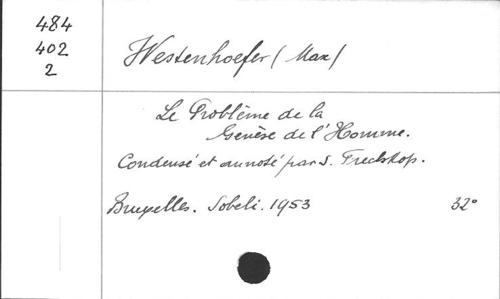 484
402
2
Westenhoefer (Max)
Le Problème de la
Genèse de l'Homme.
Condensé et annoté par S. Frechkop.
Bruxelles. Sobeli. 1953 32°